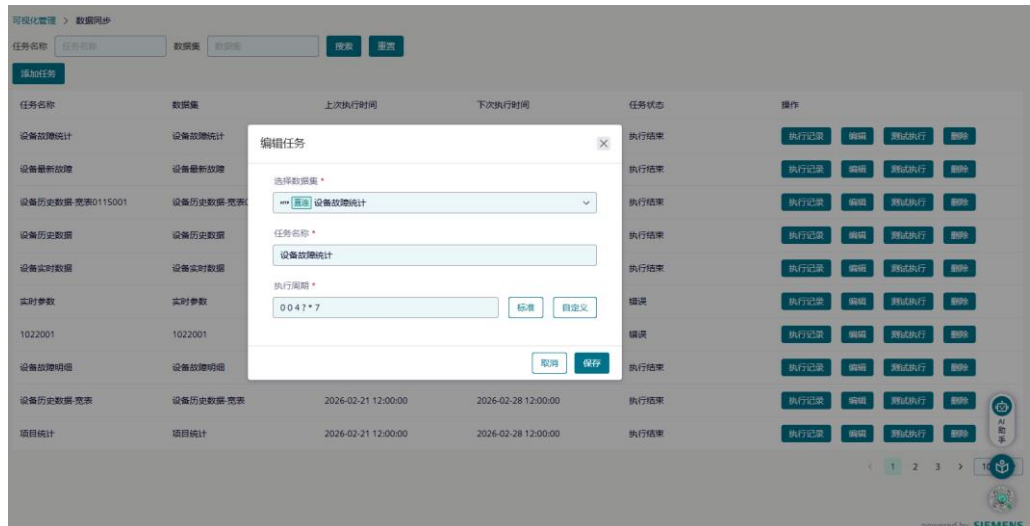 可视化管理 > 数据同步
任务名称 任务名称 数据集 数据集 搜索 重置
添加任务
任务名称 数据集 上次执行时间 下次执行时间 任务状态 操作
设备故障统计 设备故障统计 执行结束 执行记录 编辑 测试执行 删除
设备最新故障 设备最新故障 执行结束 执行记录 编辑 测试执行 删除
设备历史数据-宽表0115001 设备历史数据-宽表 执行结束 执行记录 编辑 测试执行 删除
设备历史数据 设备历史数据 执行结束 执行记录 编辑 测试执行 删除
设备实时数据 设备实时数据 执行结束 执行记录 编辑 测试执行 删除
实时参数 实时参数 错误 执行记录 编辑 测试执行 删除
1022001 1022001 错误 执行记录 编辑 测试执行 删除
设备故障明细 设备故障明细 执行结束 执行记录 编辑 测试执行 删除
设备历史数据-宽表 设备历史数据-宽表 2026-02-21 12:00:00 2026-02-28 12:00:00 执行结束 执行记录 编辑 测试执行 删除
项目统计 项目统计 2026-02-21 12:00:00 2026-02-28 12:00:00 执行结束 执行记录 编辑 测试执行 删除
编辑任务
选择数据集 *
HTTP 直连 设备故障统计
任务名称 *
设备故障统计
执行周期 *
0 0 4 ? * 7 标准 自定义
取消 保存
AI助手
1 2 3
powered by SIEMENS